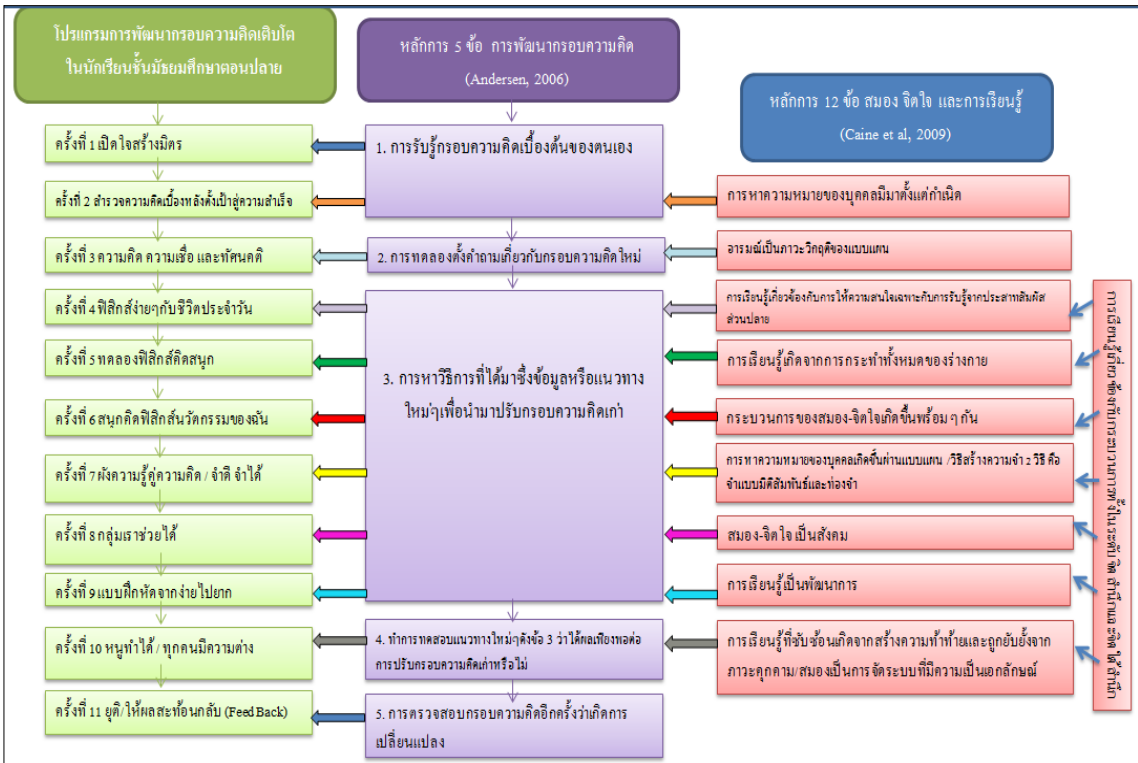 โปรแกรมการพัฒนากรอบความคิดเติบโต
ในนักเรียนชั้นมัธยมศึกษาตอนปลาย
ครั้งที่ 1 เปิดใจสร้างมิตร
ครั้งที่ 2 สำรวจความคิดเบื้องหลังตั้งเป้าสู่ความสำเร็จ
ครั้งที่ 3 ความคิด ความเชื่อ และทัศนคติ
ครั้งที่ 4 ฟิสิกส์ง่ายๆกับชีวิตประจำวัน
ครั้งที่ 5 ทดลองฟิสิกส์คิดสนุก
ครั้งที่ 6 สนุกคิดฟิสิกส์นวัตกรรมของฉัน
ครั้งที่ 7 ผังความรู้คู่ความคิด / จำดี จำได้
ครั้งที่ 8 กลุ่มเราช่วยได้
ครั้งที่ 9 แบบฝึกหัดจากง่ายไปยาก
ครั้งที่ 10 หนูทำได้ / ทุกคนมีความต่าง
ครั้งที่ 11 ยุติ/ให้ผลสะท้อนกลับ (Feed Back)
หลักการ 5 ข้อ การพัฒนากรอบความคิด
(Andersen, 2006)
1. การรับรู้กรอบความคิดเบื้องต้นของตนเอง
2. การทดลองตั้งคำถามเกี่ยวกับกรอบความคิดใหม่
3. การหาวิธีการที่ได้มาซึ่งข้อมูลหรือแนวทาง
ใหม่ๆเพื่อนำมาปรับกรอบความคิดเก่า
4. ทำการทดสอบแนวทางใหม่ๆดังข้อ 3 ว่าได้ผลเพียงพอต่อ
การปรับกรอบความคิดเก่าหรือไม่
5. การตรวจสอบกรอบความคิดอีกครั้งว่าเกิดการ
เปลี่ยนแปลง
หลักการ 12 ข้อ สมอง จิตใจ และการเรียนรู้
(Caine et al, 2009)
การหาความหมายของบุคคลมีมาตั้งแต่กำเนิด
อารมณ์เป็นภาวะวิกฤติของแบบแผน
การเรียนรู้เกี่ยวข้องกับการให้ความสนใจเฉพาะกับการรับรู้จากประสาทสัมผัส
ส่วนปลาย
การเรียนรู้เกิดจากการกระทำทั้งหมดของร่างกาย
กระบวนการของสมอง-จิตใจเกิดขึ้นพร้อม ๆ กัน
การหาความหมายของบุคคลเกิดขึ้นผ่านแบบแผน /วิธีสร้างความจำ 2 วิธี คือ
จำแบบมิติสัมพันธ์และท่องจำ
สมอง-จิตใจ เป็นสังคม
การเรียนรู้เป็นพัฒนาการ
การเรียนรู้ที่ซับซ้อนเกิดจากสร้างความท้าทายและถูกยับยั้งจาก
ภาวะคุกคาม/สมองเป็นการจัดระบบที่มีความเป็นเอกลักษณ์
การเรียนรู้เกี่ยวข้องกับกระบวนการทั้งในระดับจิตสำนึกและจิตใต้สำนึก